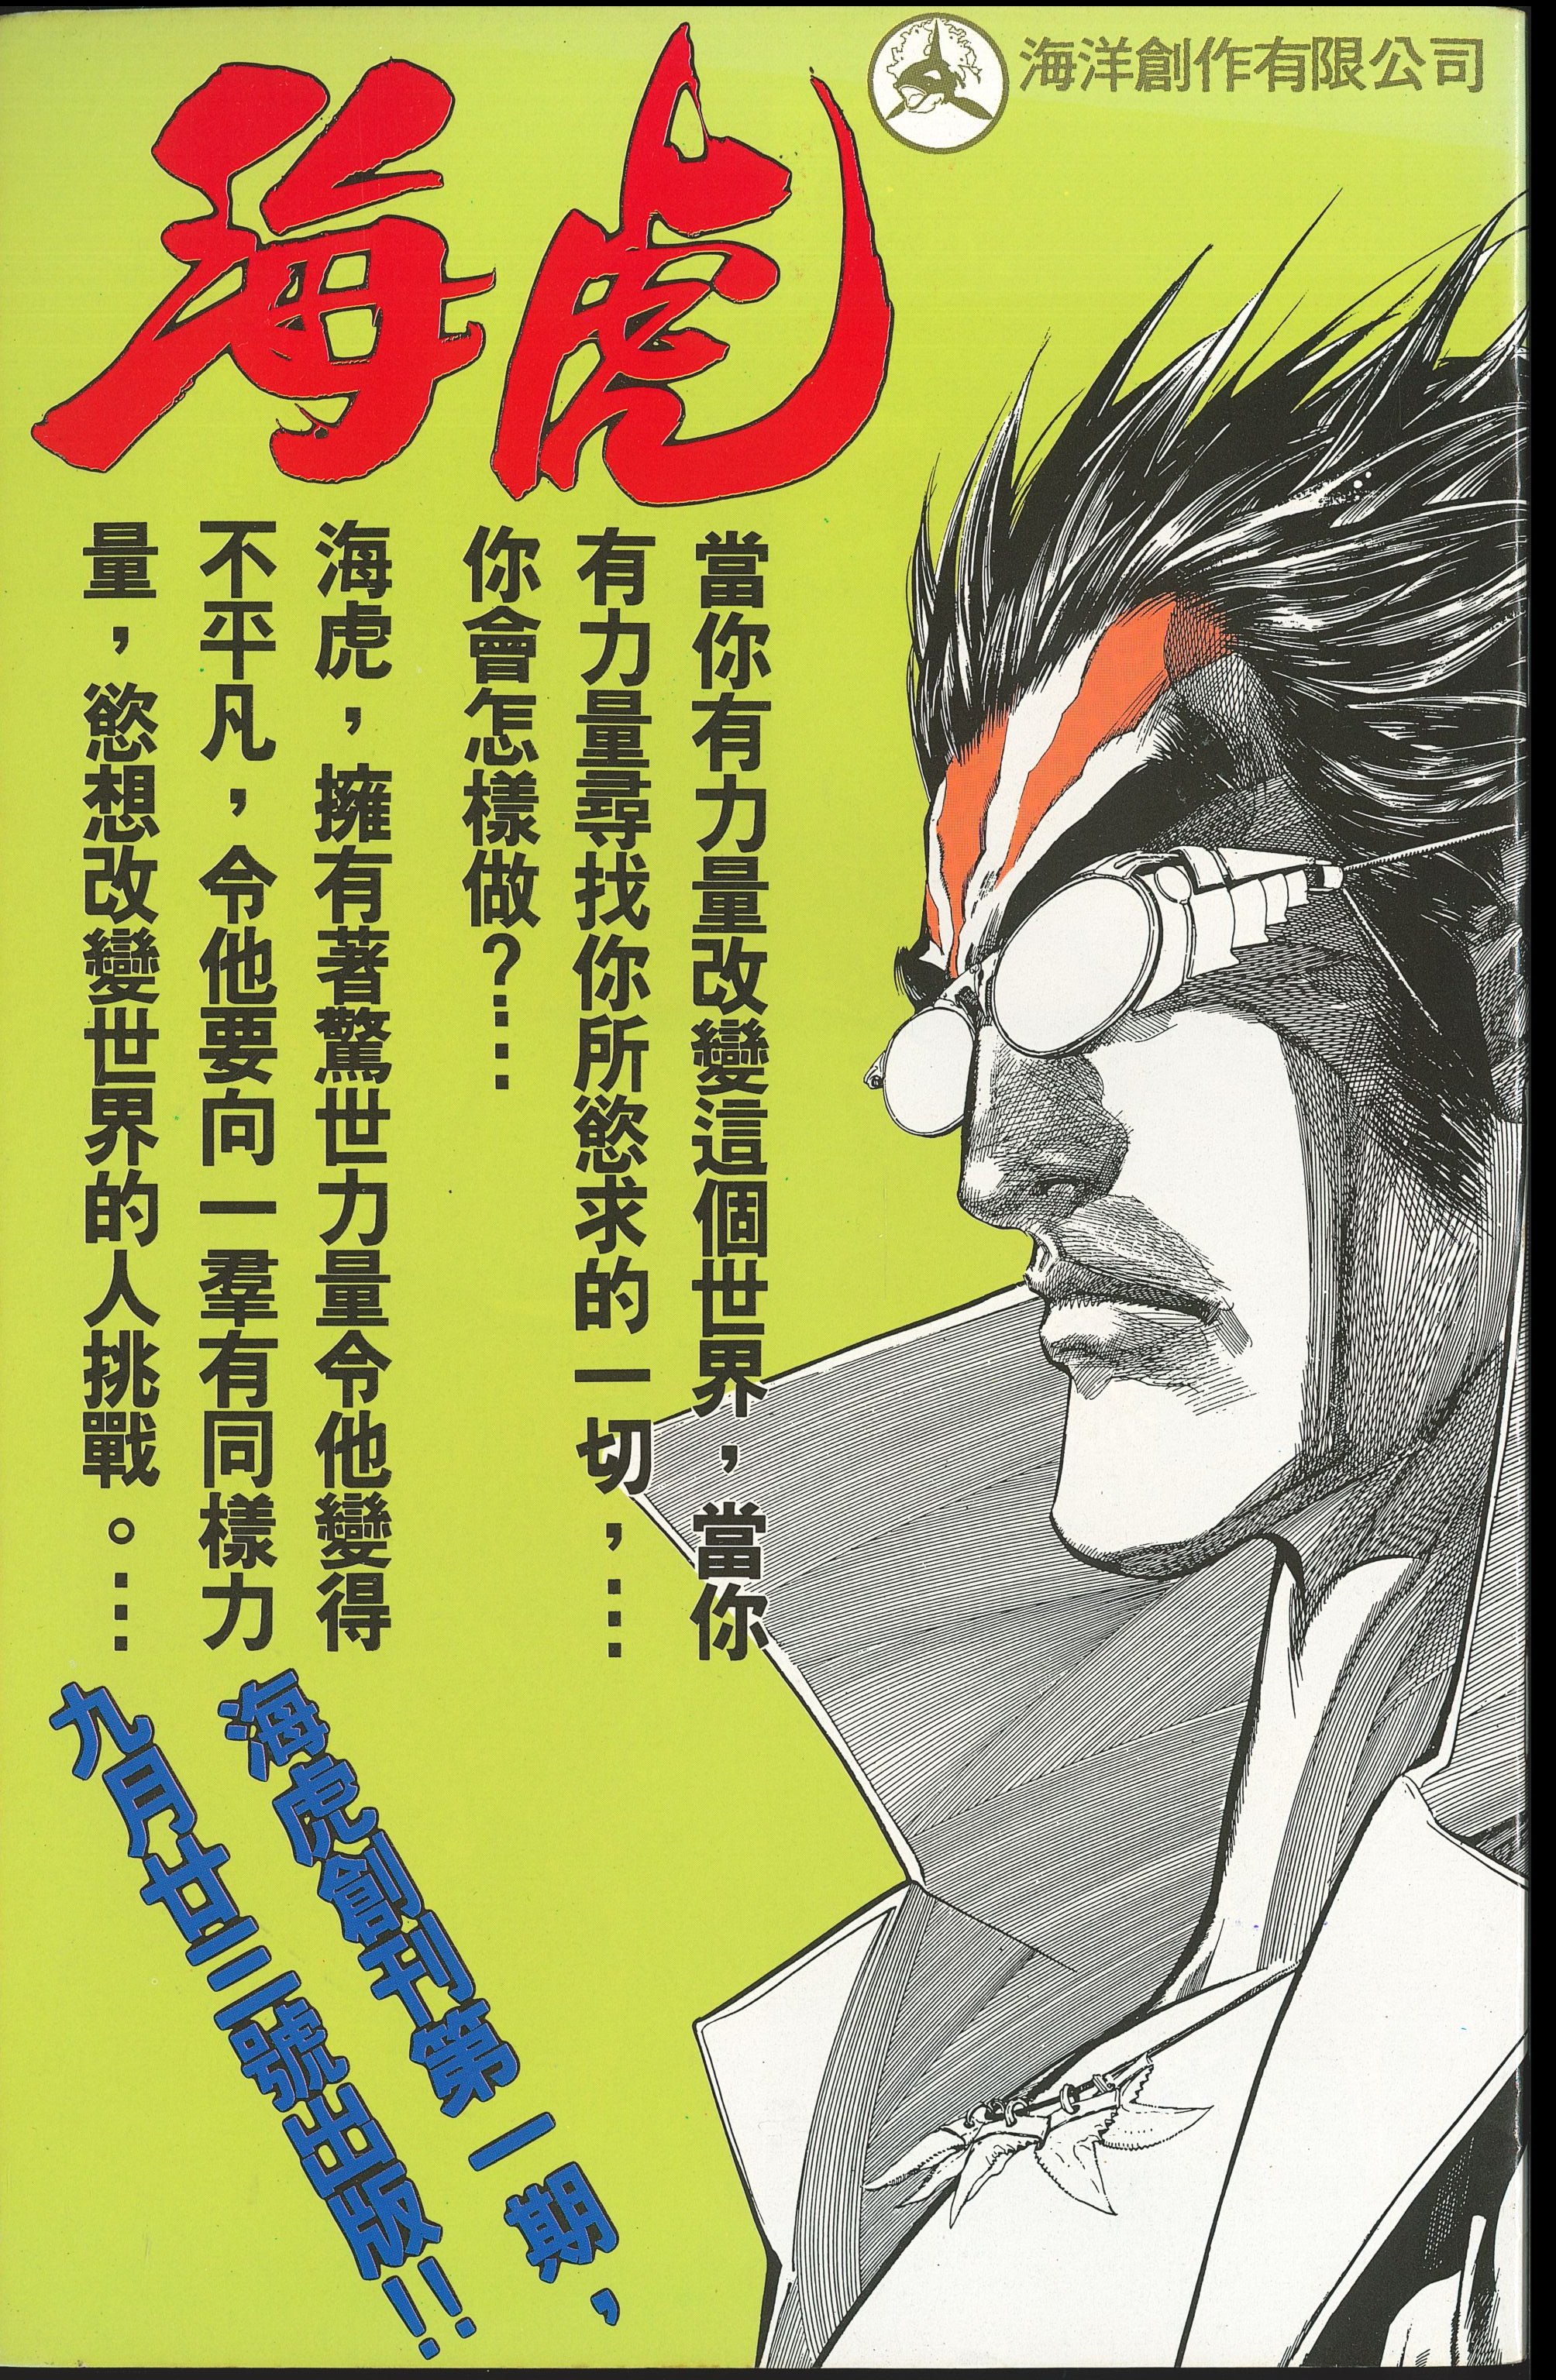 海洋創作有限公司
海虎
當你有力量改變這個世界，當你
有力量尋找你所慾求的一切，……
你會怎樣做？……
海虎，擁有著驚世力量令他變得
不平凡，令他要向一羣有同樣力
量，慾想改變世界的人挑戰。……
海虎創刊第一期，
九月廿三號出版!!